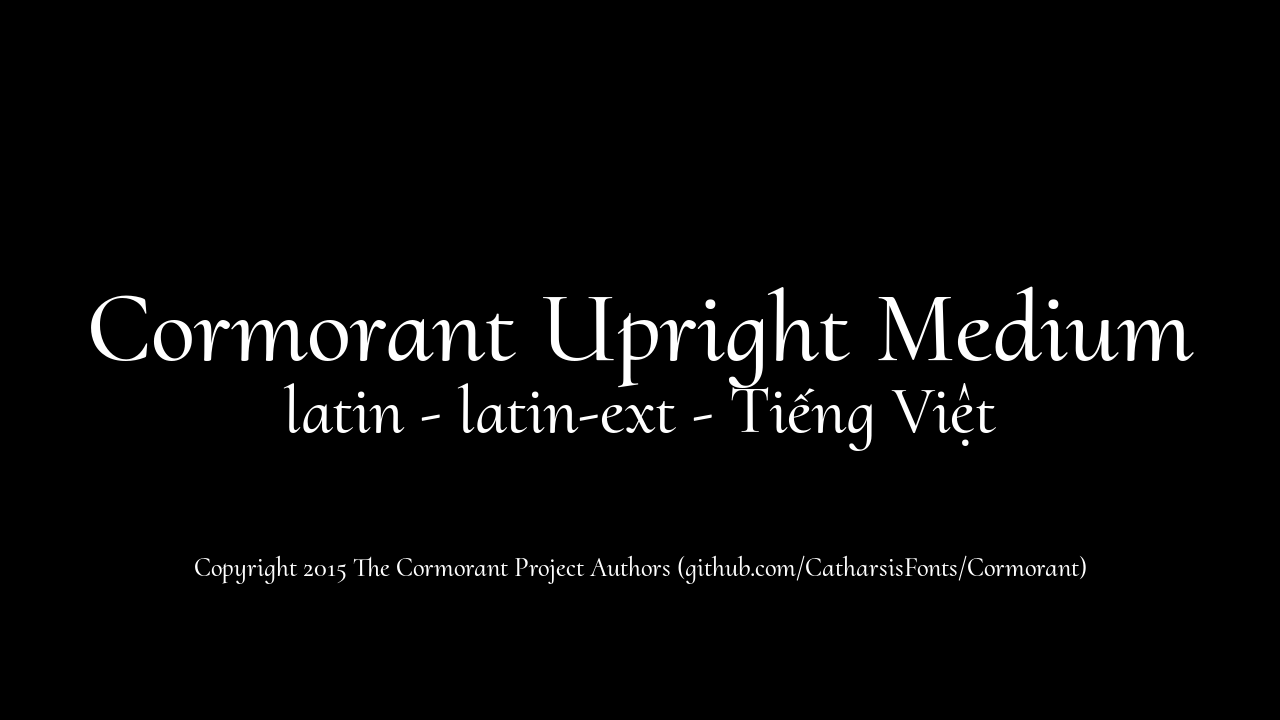 Cormorant Upright Medium
latin - latin-ext - Tiếng Việt
Copyright 2015 The Cormorant Project Authors (github.com/CatharsisFonts/Cormorant)